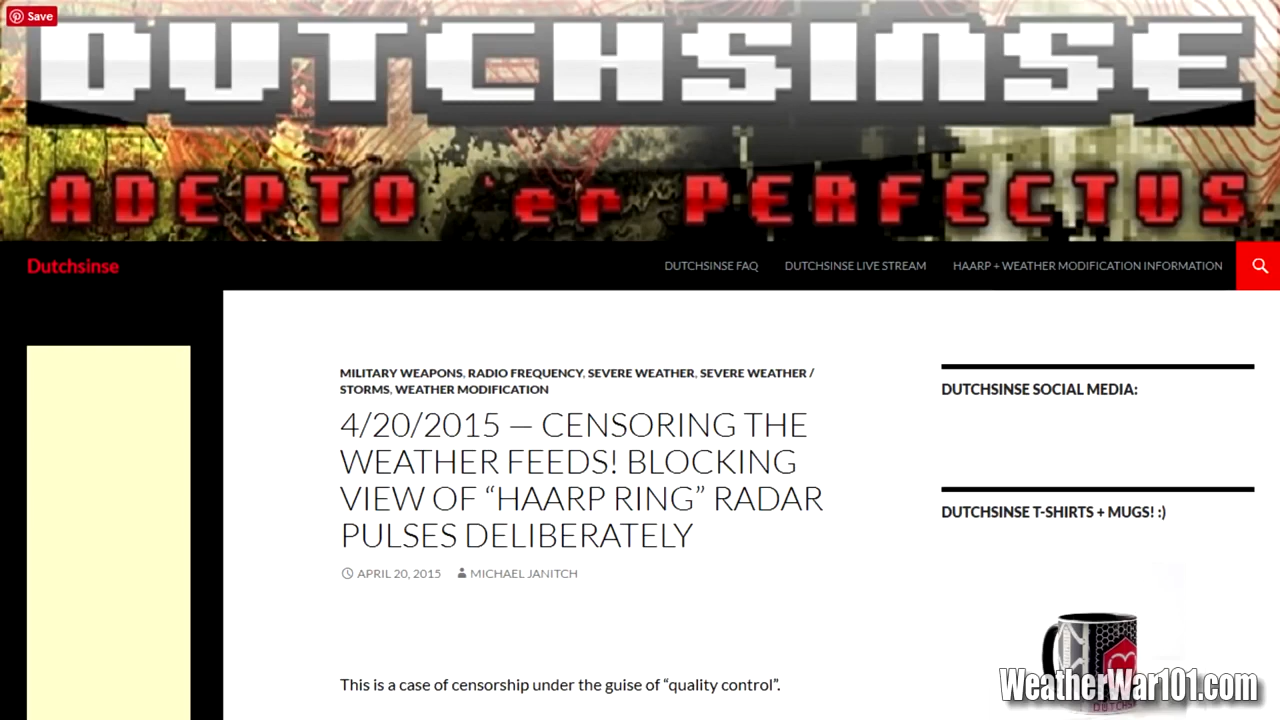 Save
DUTCHSINSE
ADEPTO 'er PERFECTUS
Dutchsinse
DUTCHSINSE FAQ
DUTCHSINSE LIVE STREAM
HAARP + WEATHER MODIFICATION INFORMATION
MILITARY WEAPONS, RADIO FREQUENCY, SEVERE WEATHER, SEVERE WEATHER /
STORMS, WEATHER MODIFICATION
4/20/2015 — CENSORING THE
WEATHER FEEDS! BLOCKING
VIEW OF “HAARP RING” RADAR
PULSES DELIBERATELY
APRIL 20, 2015
MICHAEL JANITCH
This is a case of censorship under the guise of “quality control”.
DUTCHSINSE SOCIAL MEDIA:
DUTCHSINSE T-SHIRTS + MUGS! :)
WeatherWar101.com